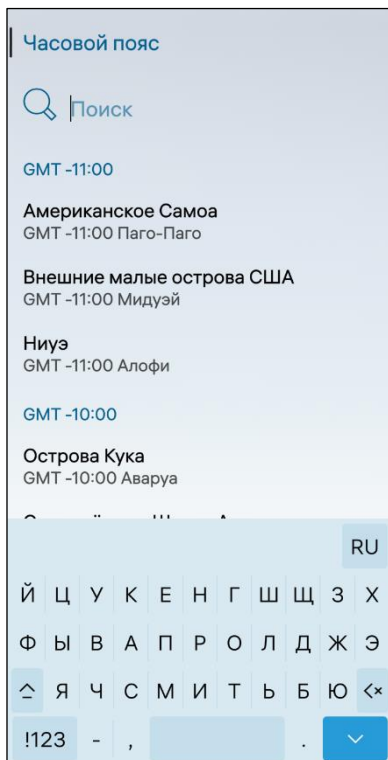 Часовой пояс
Поиск
GMT -11:00
Американское Самоа
GMT -11:00 Паго-Паго
Внешние малые острова США
GMT -11:00 Мидуэй
Ниуэ
GMT -11:00 Алофи
GMT -10:00
Острова Кука
GMT -10:00 Аваруа
RU
Й Ц У К Е Н Г Ш Щ З Х
Ф Ы В А П Р О Л Д Ж Э
Я Ч С М И Т Ь Б Ю
!123 - , .